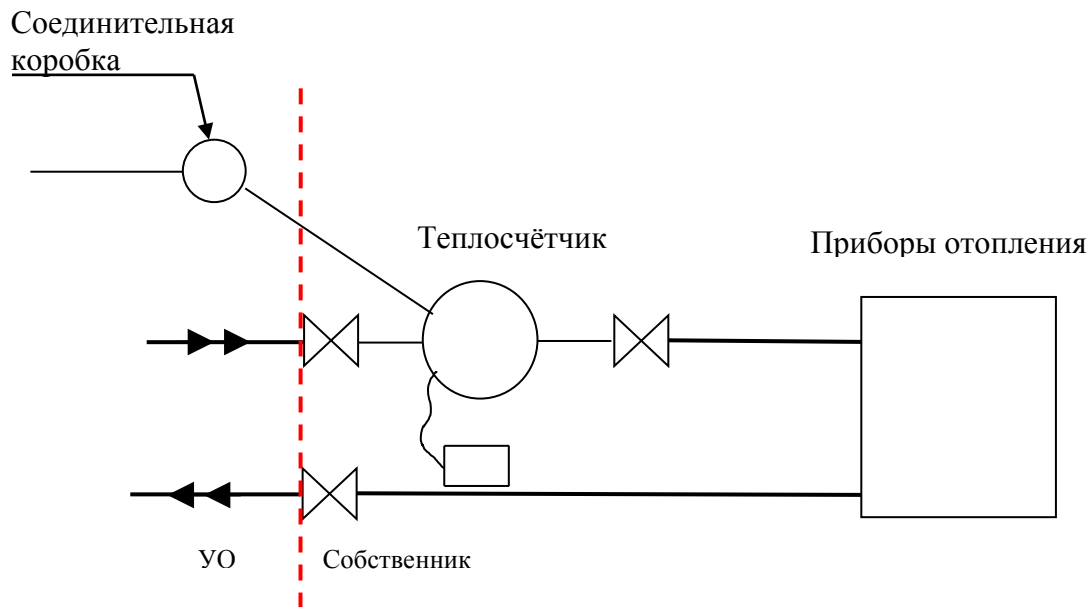 Соединительная
коробка
Теплосчётчик
Приборы отопления
УО
Собственник